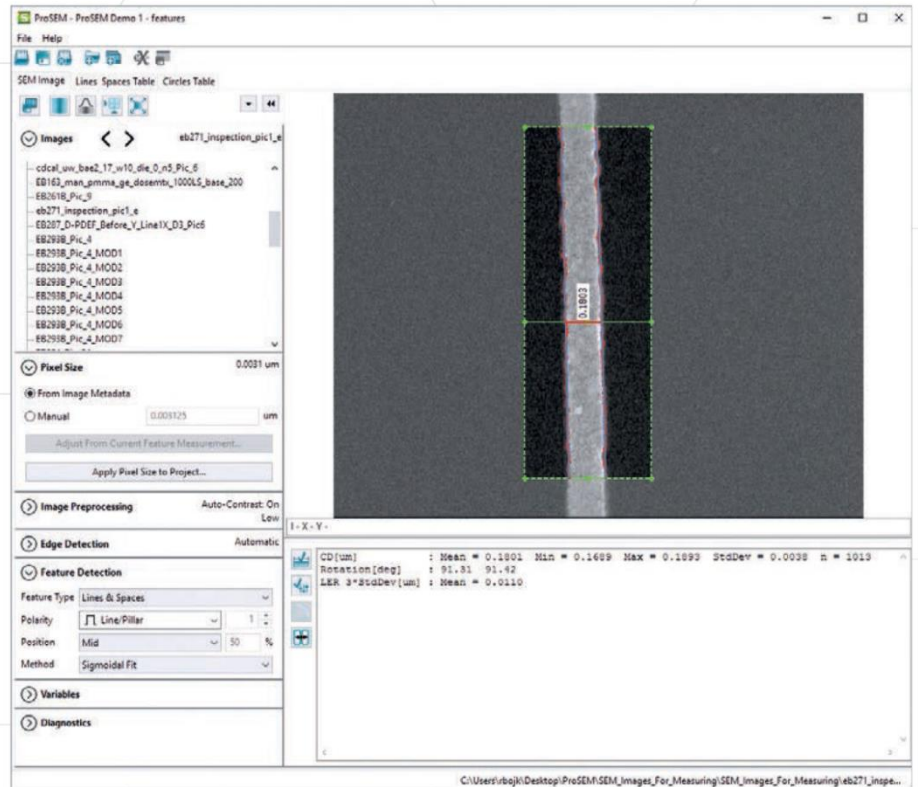 ProSEM - ProSEM Demo 1 - features
File Help
SEM Image Lines Spaces Table Circles Table
Images eb271_inspection_pic1_e
cdcal_uw_bae2_17_w10_die_0_n5_Pic_6
EB163_man_pmma_ge_dosemtx_1000LS_base_200
EB261B_Pic_9
eb271_inspection_pic1_e
EB287_D-PDEF_Before_Y_Line1X_D3_Pic6
EB293B_Pic_4
EB293B_Pic_4_MOD1
EB293B_Pic_4_MOD2
EB293B_Pic_4_MOD3
EB293B_Pic_4_MOD4
EB293B_Pic_4_MOD5
EB293B_Pic_4_MOD6
EB293B_Pic_4_MOD7
0.1803
Pixel Size 0.0031 um
From Image Metadata
Manual 0.003125 um
Adjust From Current Feature Measurement...
Apply Pixel Size to Project...
Image Preprocessing Auto-Contrast: On
Low
Edge Detection Automatic
Feature Detection
Feature Type Lines & Spaces
Polarity Line/Pillar 1
Position Mid 50 %
Method Sigmoidal Fit
Variables
Diagnostics
I - X - Y -
CD[um] : Mean = 0.1801 Min = 0.1689 Max = 0.1893 StdDev = 0.0038 n = 1013
Rotation[deg] : 91.31 91.42
LER 3*StdDev[um] : Mean = 0.0110
C:\Users\rbojk\Desktop\ProSEM\SEM_Images_For_Measuring\SEM_Images_For_Measuring\eb271_inspe...